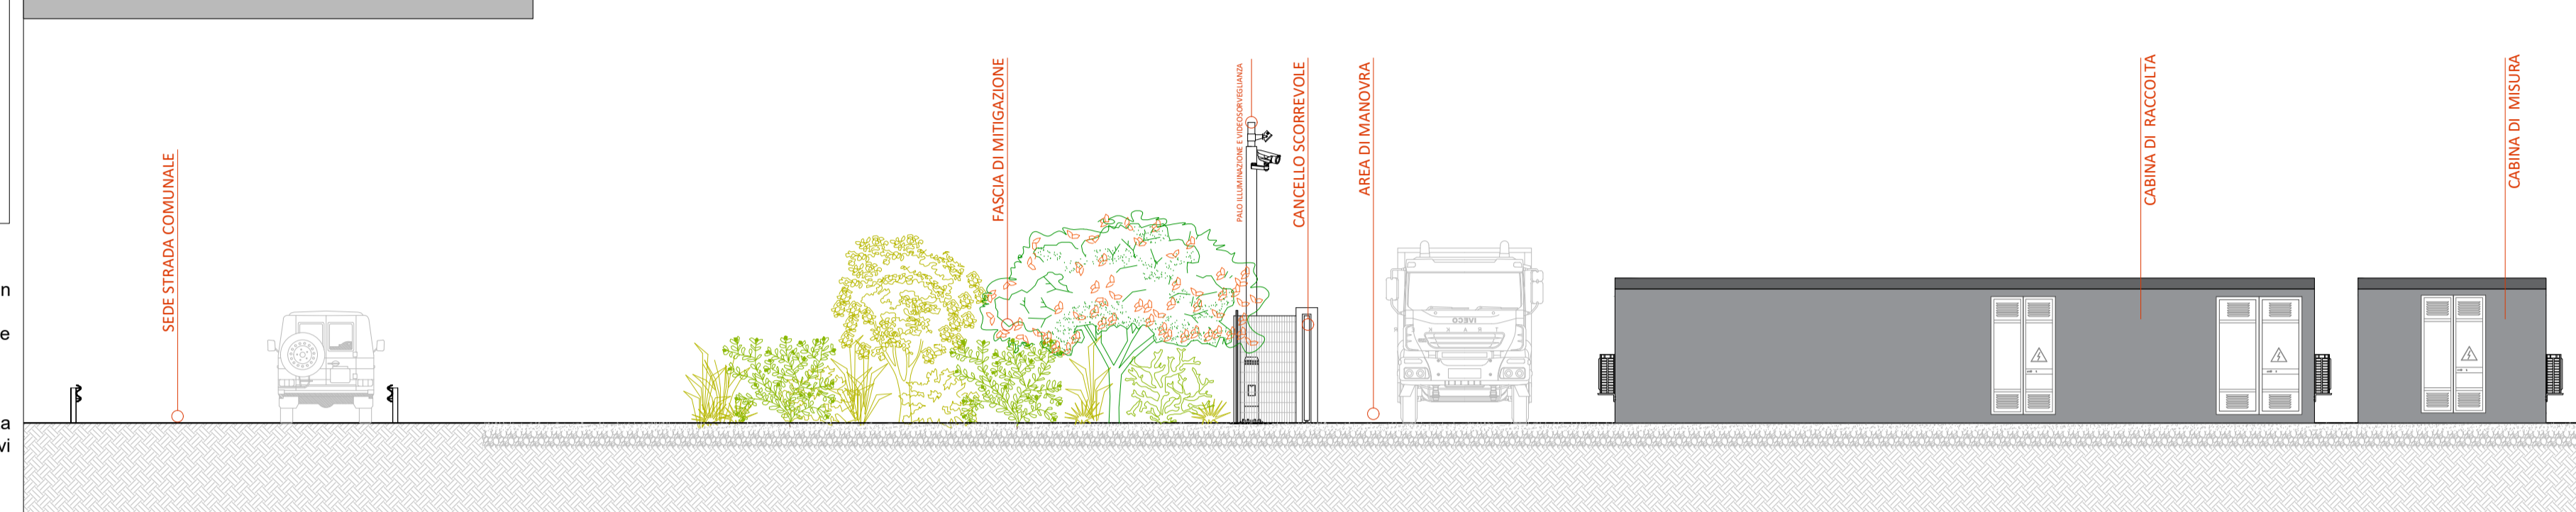 SEDE STRADA COMUNALE
FASCIA DI MITIGAZIONE
PALO ILLUMINAZIONE E VIDEOSORVEGLIANZA
CANCELLO SCORREVOLE
AREA DI MANOVRA
CABINA DI RACCOLTA
CABINA DI MISURA
n
e
a
vi
IVECO